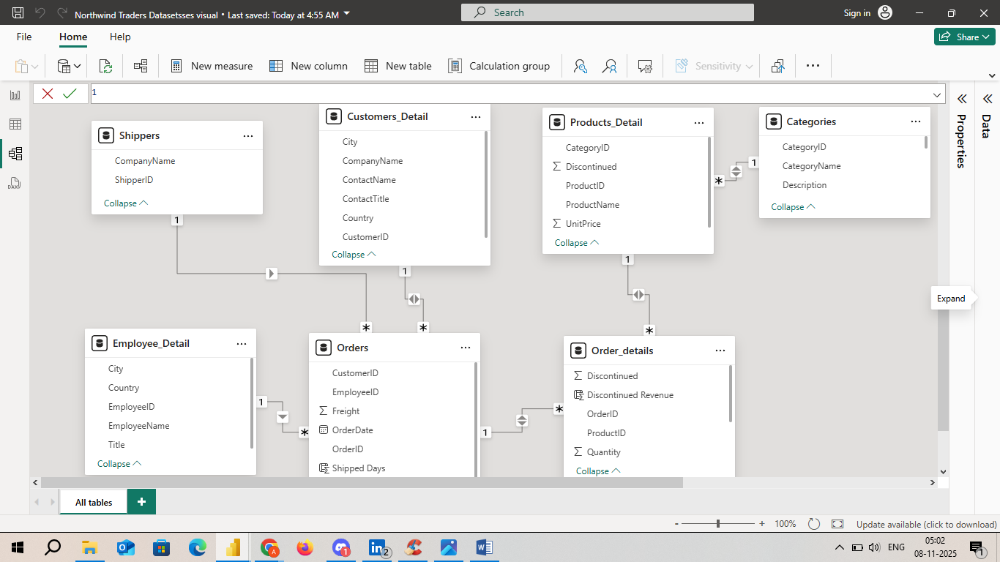 Northwind Traders Datasetsses visual • Last saved: Today at 4:55 AM
Search
Sign in
File
Home
Help
Share
New measure
New column
New table
Calculation group
Sensitivity
1
Shippers
CompanyName
ShipperID
Collapse
Customers_Detail
City
CompanyName
ContactName
ContactTitle
Country
CustomerID
Collapse
Products_Detail
CategoryID
Discontinued
ProductID
ProductName
UnitPrice
Collapse
Categories
CategoryID
CategoryName
Description
Collapse
1
*
1
1
1
*
*
*
Employee_Detail
City
Country
EmployeeID
EmployeeName
Title
Collapse
1
*
Orders
CustomerID
EmployeeID
Freight
OrderDate
OrderID
Shipped Days
1
*
Order_details
Discontinued
Discontinued Revenue
OrderID
ProductID
Quantity
Collapse
Properties
Data
Expand
DAX
All tables
+
- + 100%
Update available (click to download)
A
1
2
ENG
05:02
08-11-2025
1